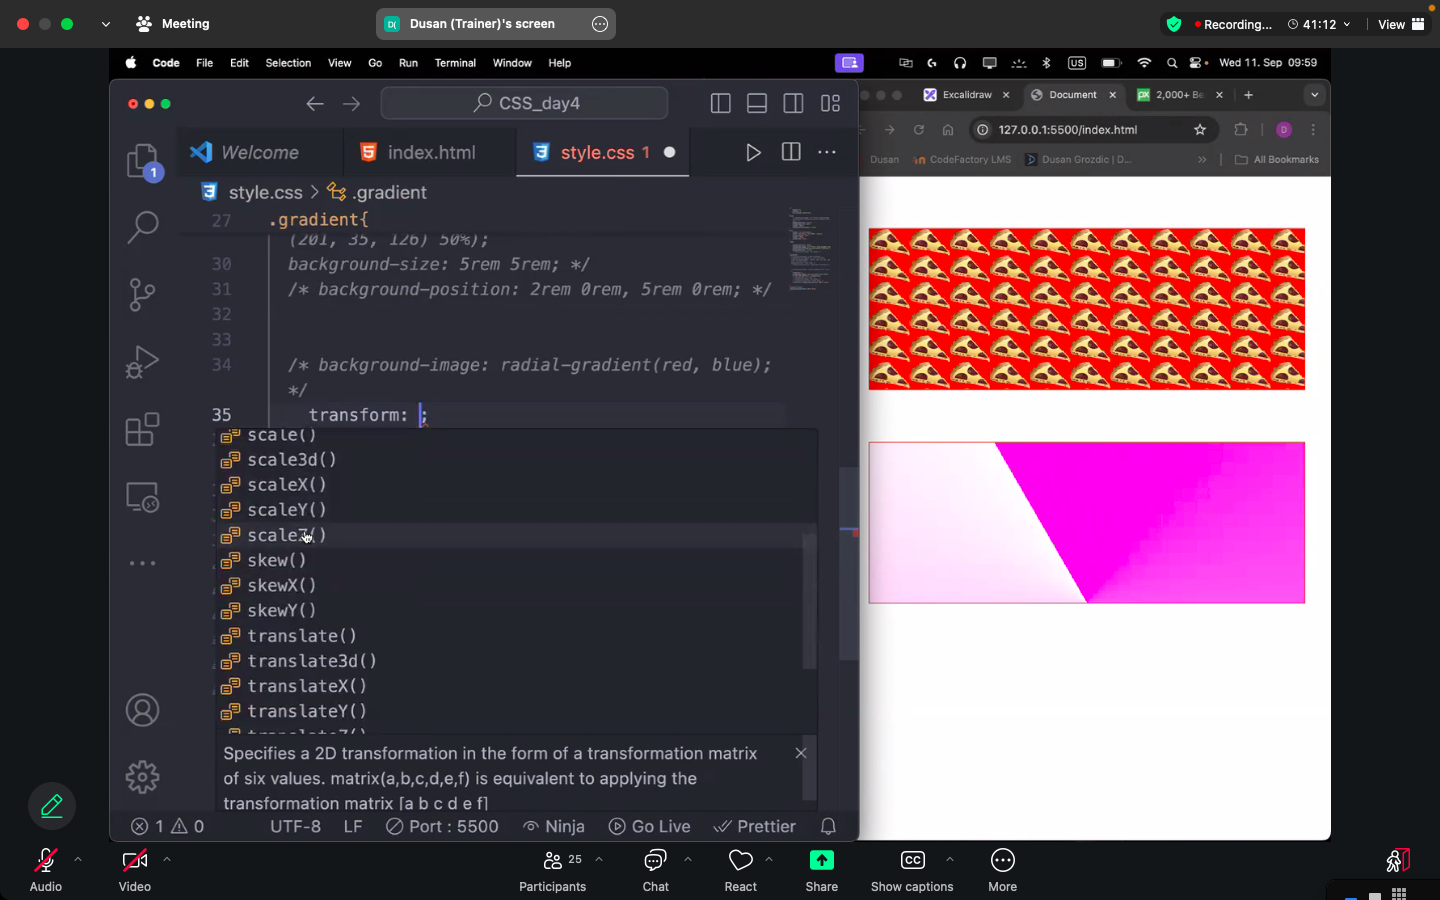 Meeting
D( Dusan (Trainer)'s screen
Recording...
41:12
View
Code File Edit Selection View Go Run Terminal Window Help
US
Wed 11. Sep 09:59
CSS_day4
Excalidraw
Document
127.0.0.1:5500/index.html
D
Dusan
CodeFactory LMS
Dusan Grozdic | D...
All Bookmarks
1
Welcome
index.html
style.css 1
style.css > .gradient
27 .gradient{
(201, 35, 126) 50%);
30 background-size: 5rem 5rem; */
31 /* background-position: 2rem 0rem, 5rem 0rem; */
32
33
34 /* background-image: radial-gradient(red, blue);
*/
35 transform: ;
scale()
scale3d()
scaleX()
scaleY()
scaleZ()
skew()
skewX()
skewY()
translate()
translate3d()
translateX()
translateY()
Specifies a 2D transformation in the form of a transformation matrix
of six values. matrix(a,b,c,d,e,f) is equivalent to applying the
transformation matrix [a b c d e f]
1 0 UTF-8 LF Port : 5500 Ninja Go Live Prettier
Audio
Video
25
Participants
Chat
React
Share
CC
Show captions
More